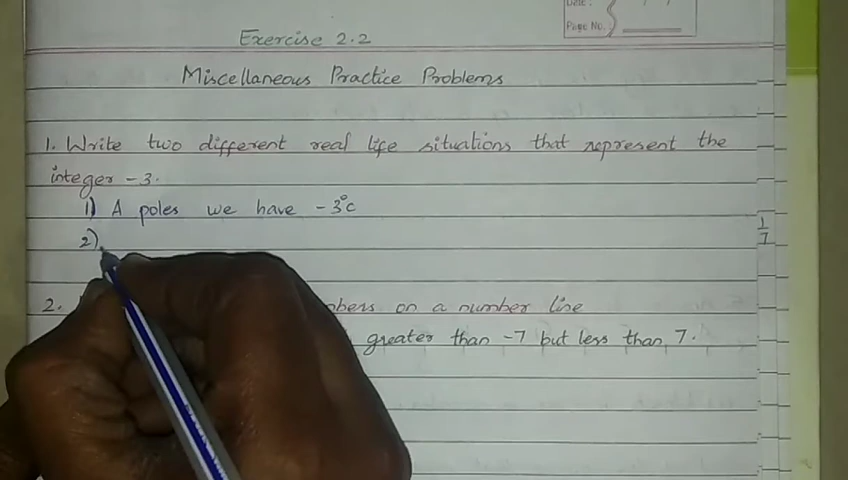 Date:
Page No.
Exercise 2.2
Miscellaneous Practice Problems
1. Write two different real life situations that represent the
integer -3.
1) A poles we have -3°c
2)
1/7
2. on a number line
greater than -7 but less than 7.